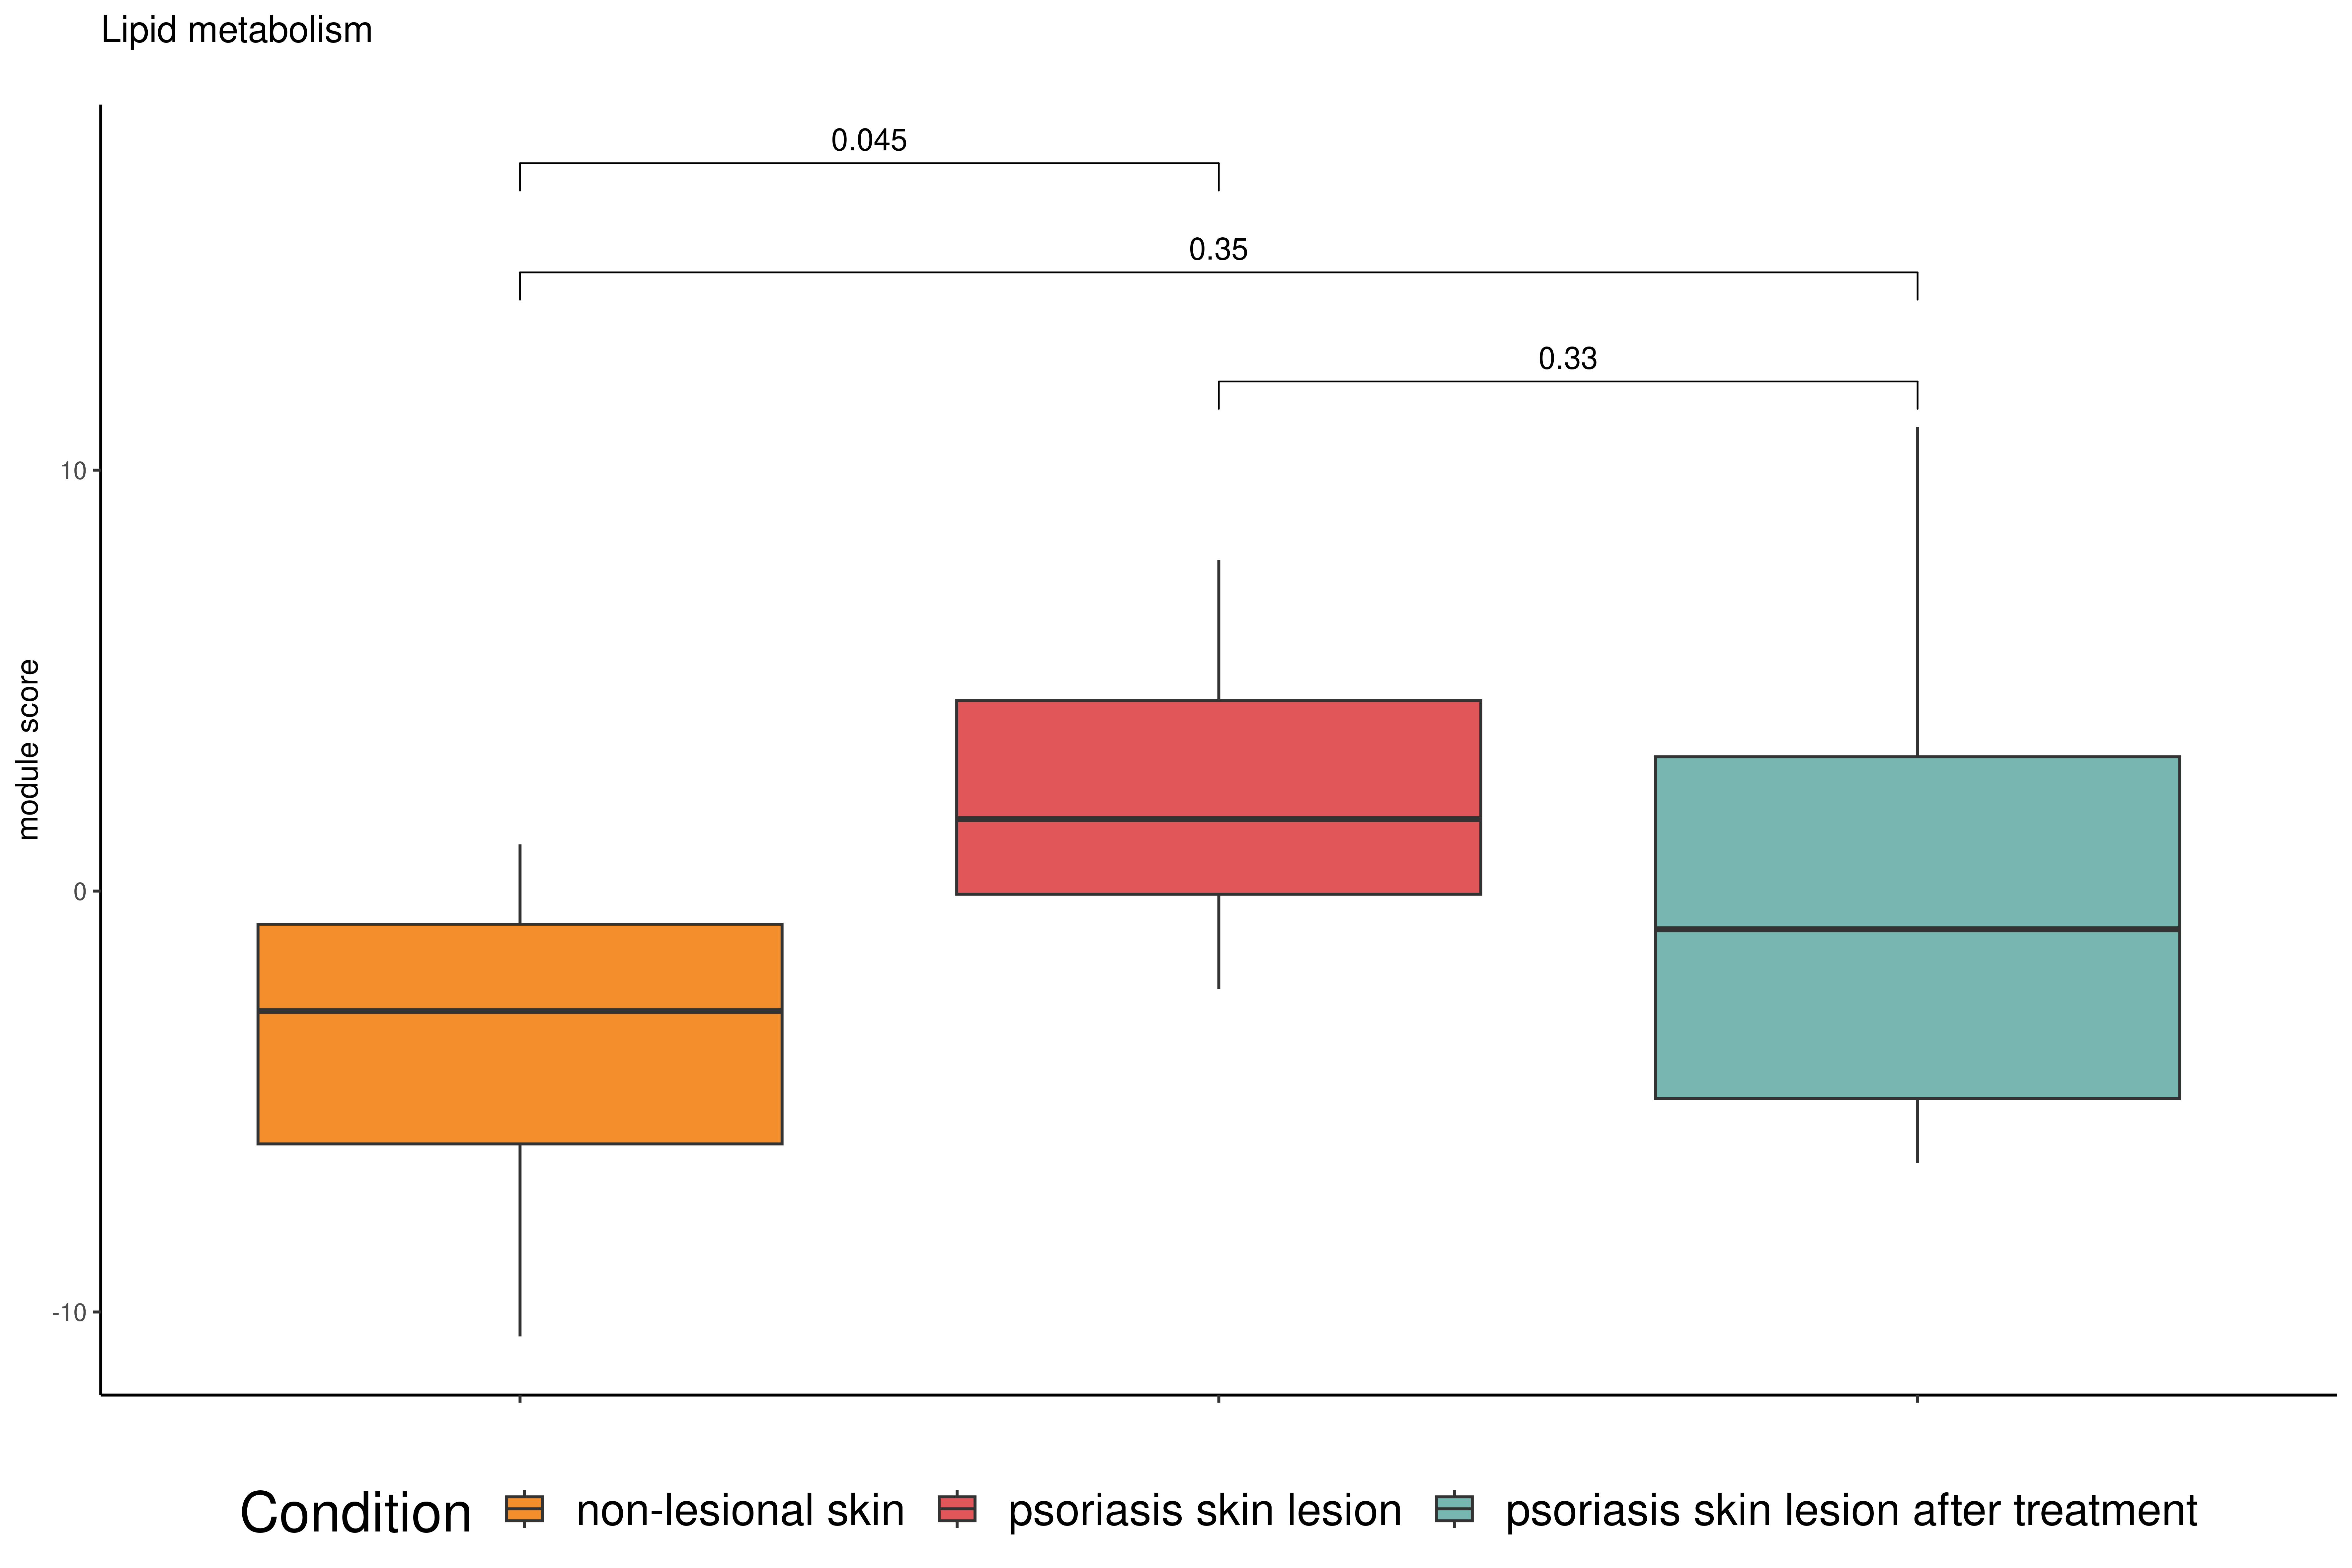 Lipid metabolism
0.045
0.35
0.33
10
0
-10
module score
Condition non-lesional skin psoriasis skin lesion psoriasis skin lesion after treatment